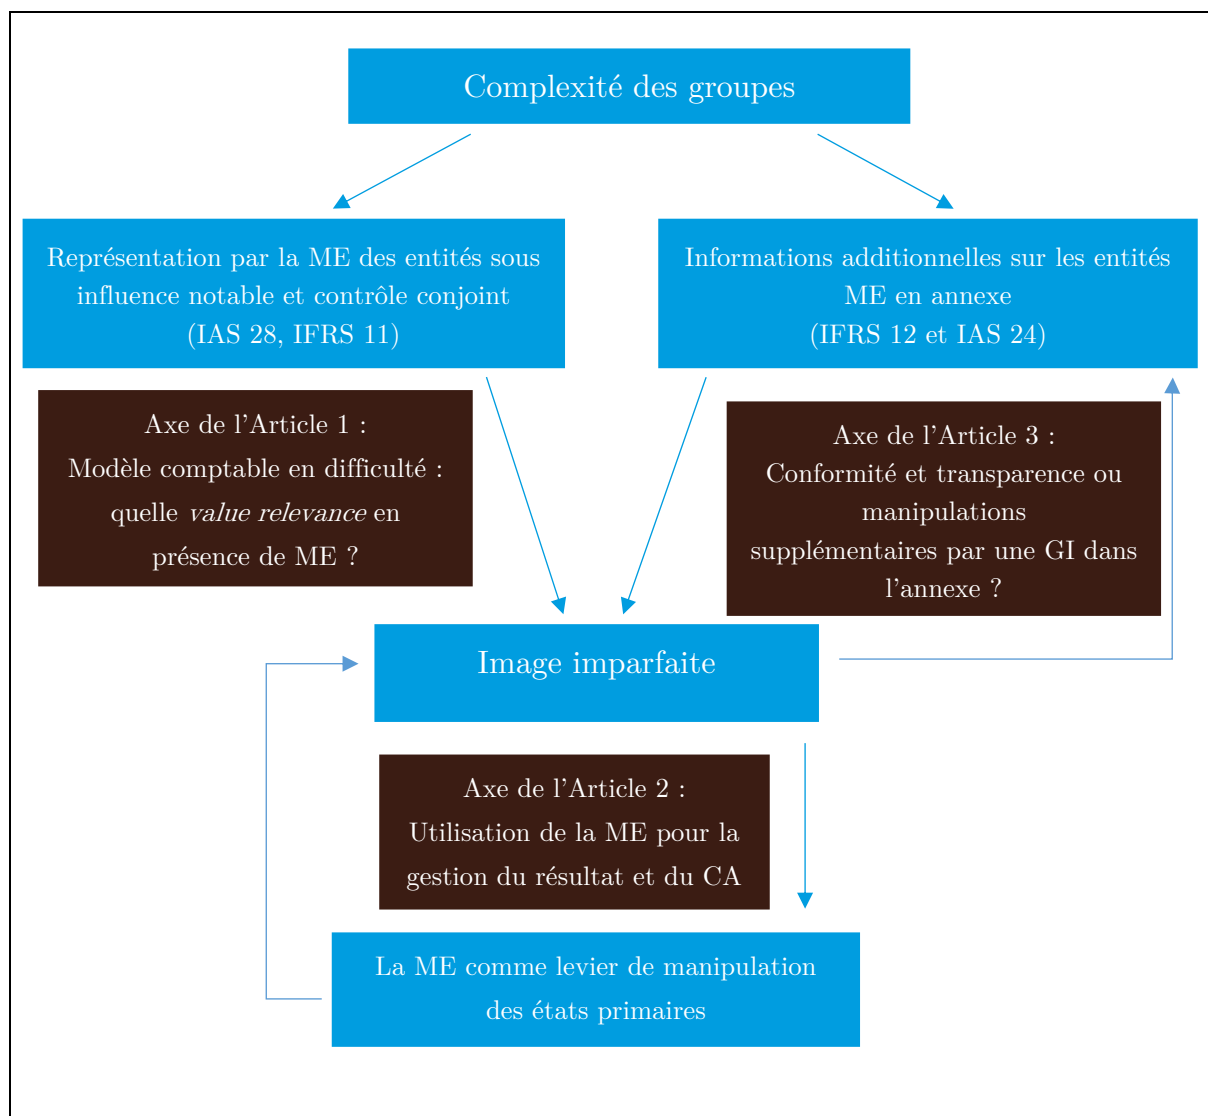 Complexité des groupes
Représentation par la ME des entités sous
influence notable et contrôle conjoint
(IAS 28, IFRS 11)
Informations additionnelles sur les entités
ME en annexe
(IFRS 12 et IAS 24)
Axe de l'Article 1 :
Modèle comptable en difficulté :
quelle value relevance en
présence de ME ?
Axe de l'Article 3 :
Conformité et transparence ou
manipulations
supplémentaires par une GI dans
l'annexe ?
Image imparfaite
Axe de l'Article 2 :
Utilisation de la ME pour la
gestion du résultat et du CA
La ME comme levier de manipulation
des états primaires